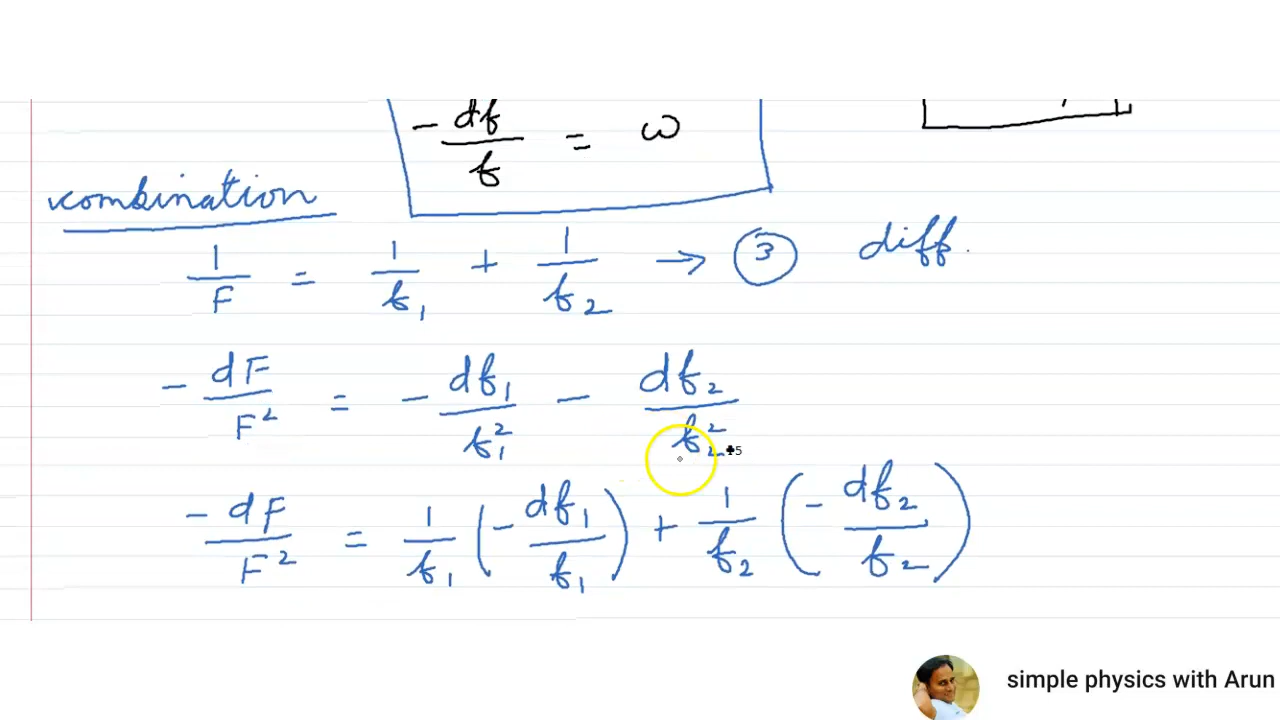 - df/f = ω
combination
1/F = 1/f₁ + 1/f₂ → ③ diff.
- dF/F² = - df₁/f₁² - df₂/f₂²
- dF/F² = 1/f₁ (- df₁/f₁) + 1/f₂ (- df₂/f₂)
simple physics with Arun